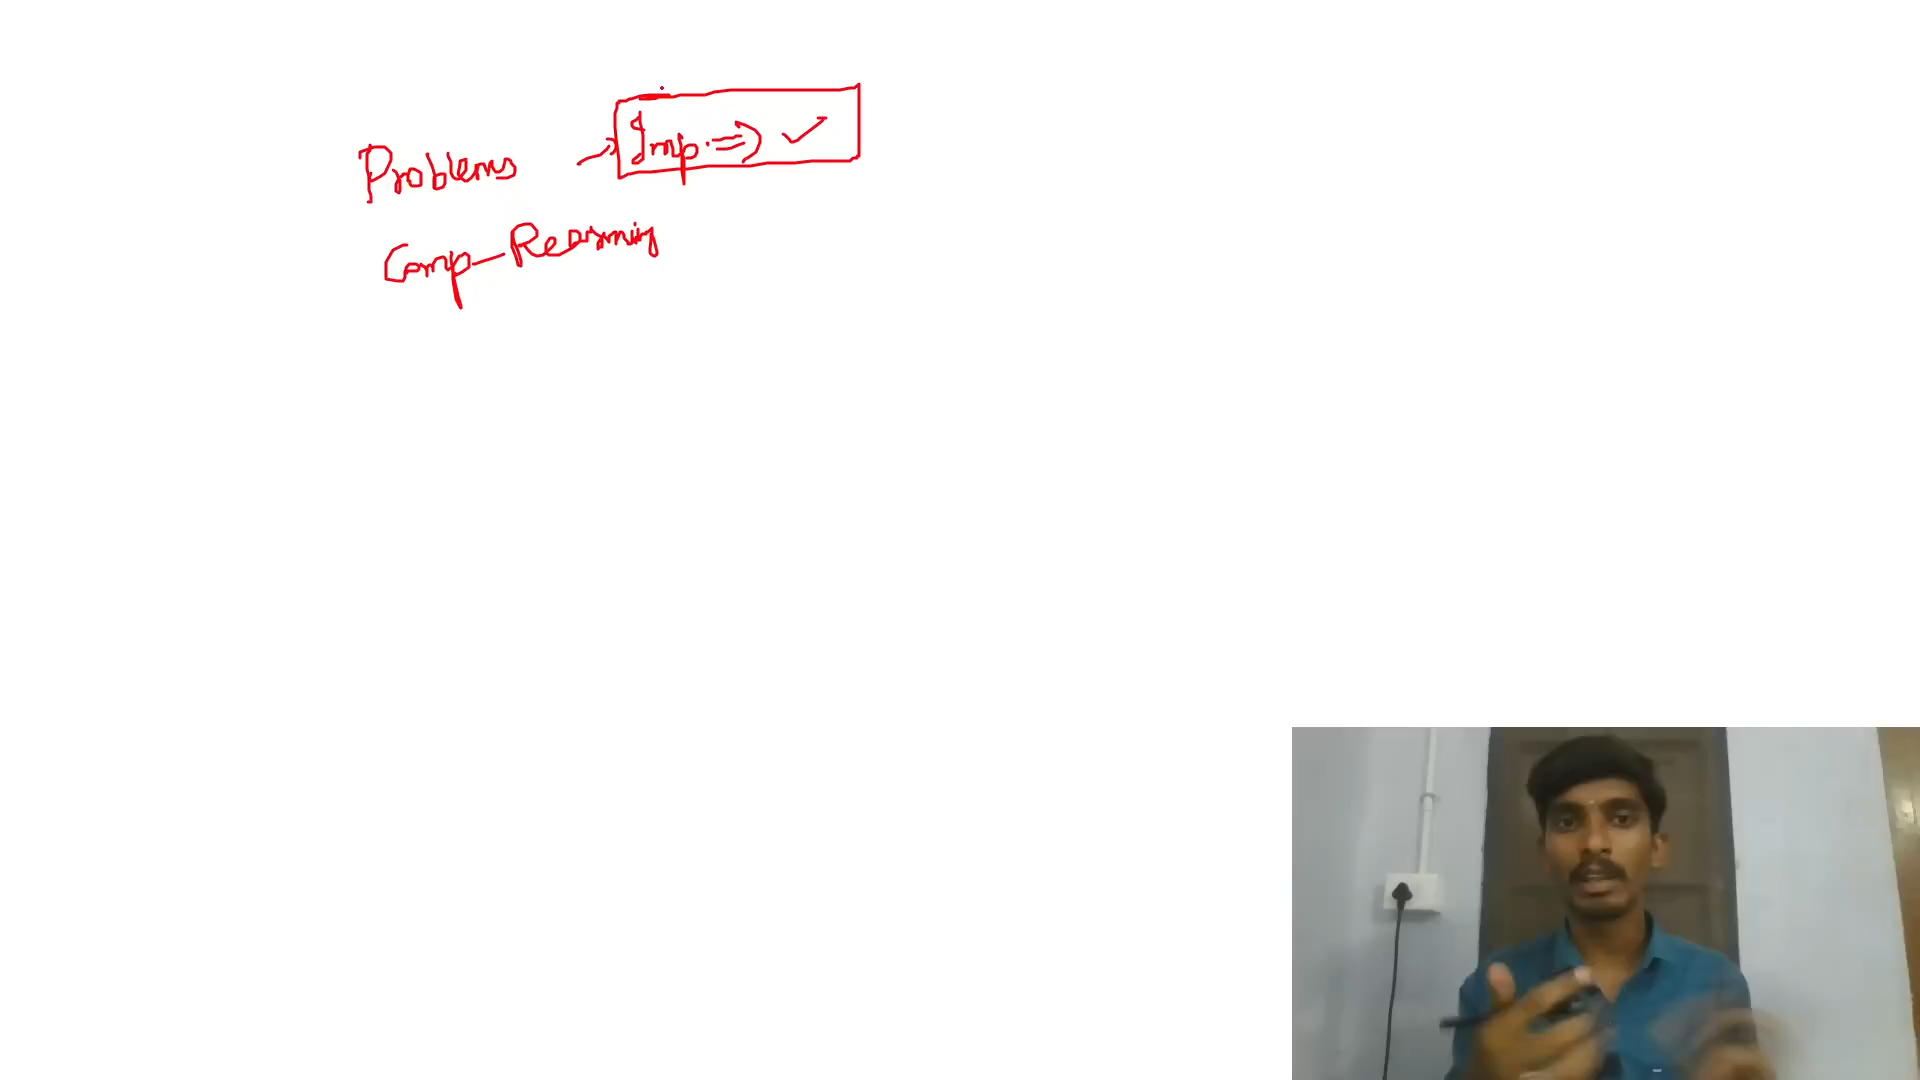 Problems → Imp. => ✓
Comp - Reasoning